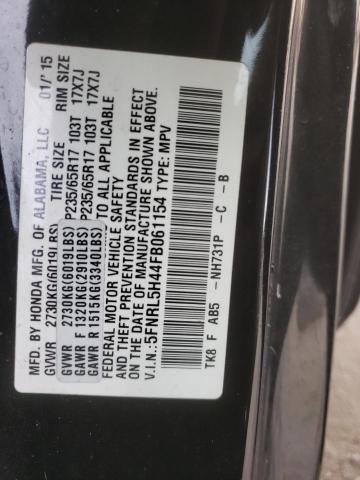 MFD. BY HONDA MFG. OF ALABAMA, LLC 01/'15
GVWR 2730KG(6019LBS) TIRE SIZE RIM SIZE
GVWR 2730KG(6019LBS) P235/65R17 103T 17X7J
GAWR F 1320KG(2910LBS) P235/65R17 103T 17X7J
GAWR R 1515KG(3340LBS) TO ALL APPLICABLE
FEDERAL MOTOR VEHICLE SAFETY
AND THEFT PREVENTION STANDARDS IN EFFECT
ON THE DATE OF MANUFACTURE SHOWN ABOVE.
V.I.N.:5FNRL5H44FB061154 TYPE: MPV
TK8 F AB5 -NH731P -C -B